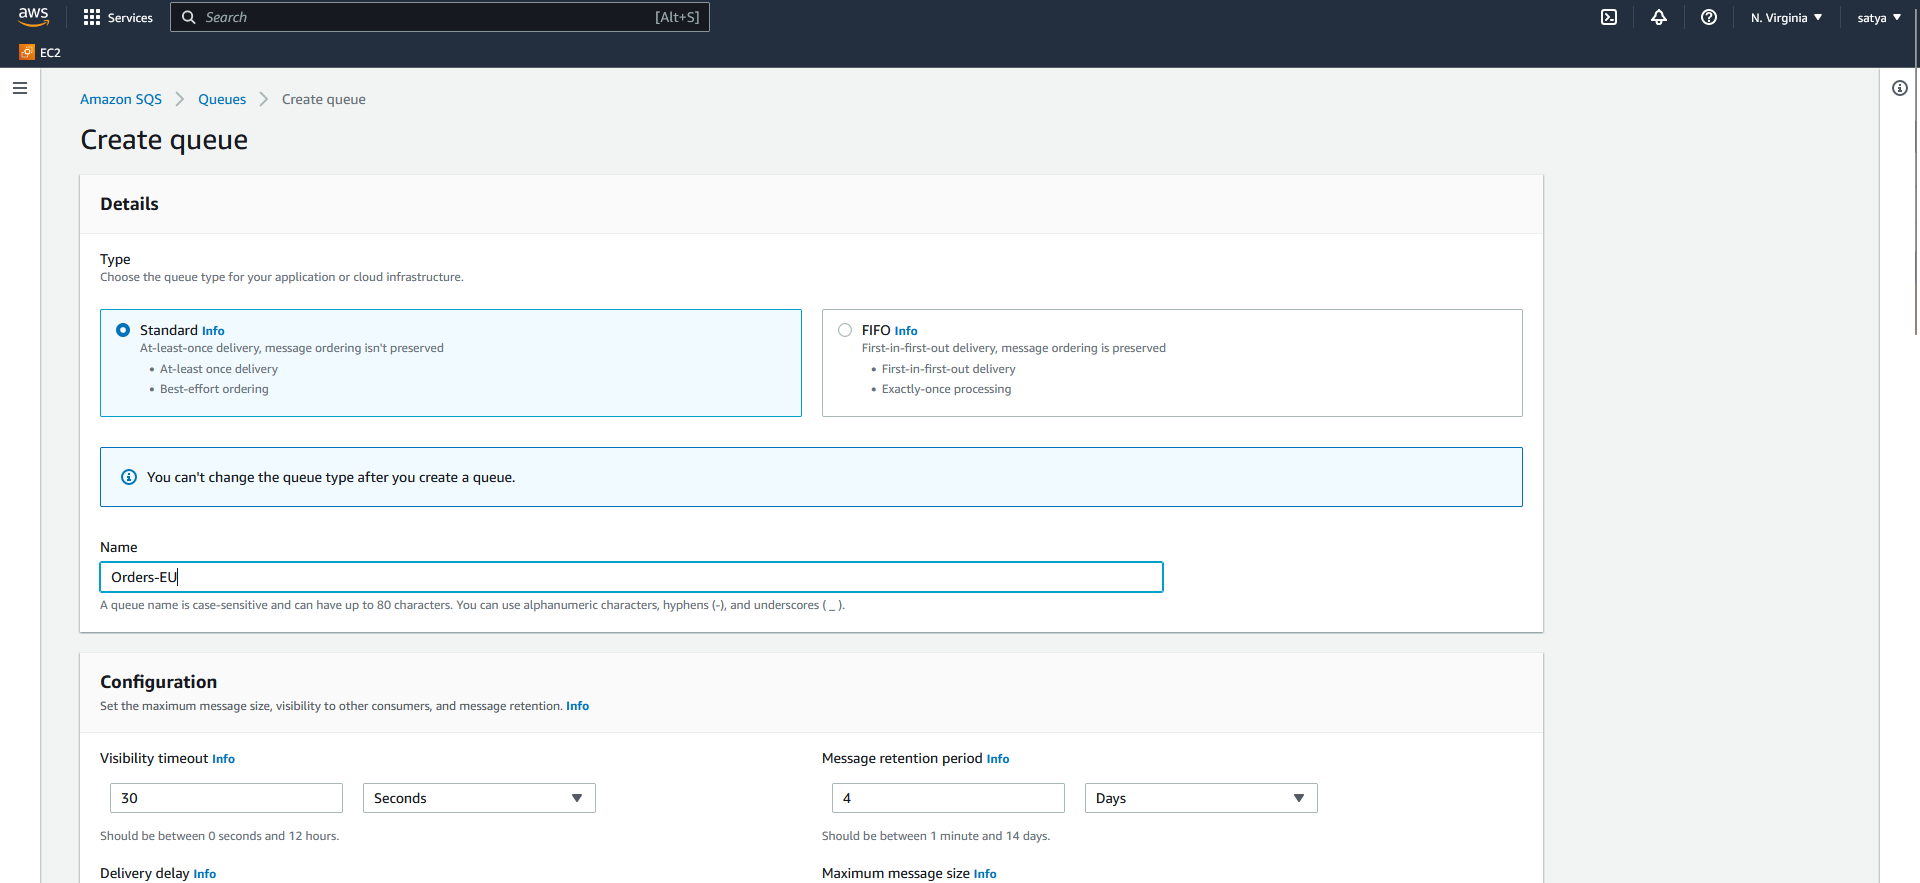 aws
Services
Search
[Alt+S]
N. Virginia
satya
EC2
Amazon SQS
Queues
Create queue
Create queue
Details
Type
Choose the queue type for your application or cloud infrastructure.
Standard Info
At-least-once delivery, message ordering isn't preserved
• At-least once delivery
• Best-effort ordering
FIFO Info
First-in-first-out delivery, message ordering is preserved
• First-in-first-out delivery
• Exactly-once processing
You can't change the queue type after you create a queue.
Name
Orders-EU
A queue name is case-sensitive and can have up to 80 characters. You can use alphanumeric characters, hyphens (-), and underscores ( _ ).
Configuration
Set the maximum message size, visibility to other consumers, and message retention. Info
Visibility timeout Info
30
Seconds
Should be between 0 seconds and 12 hours.
Message retention period Info
4
Days
Should be between 1 minute and 14 days.
Delivery delay Info
Maximum message size Info